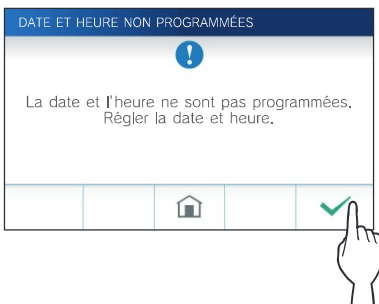 DATE ET HEURE NON PROGRAMMÉES
La date et l'heure ne sont pas programmées.
Régler la date et heure.